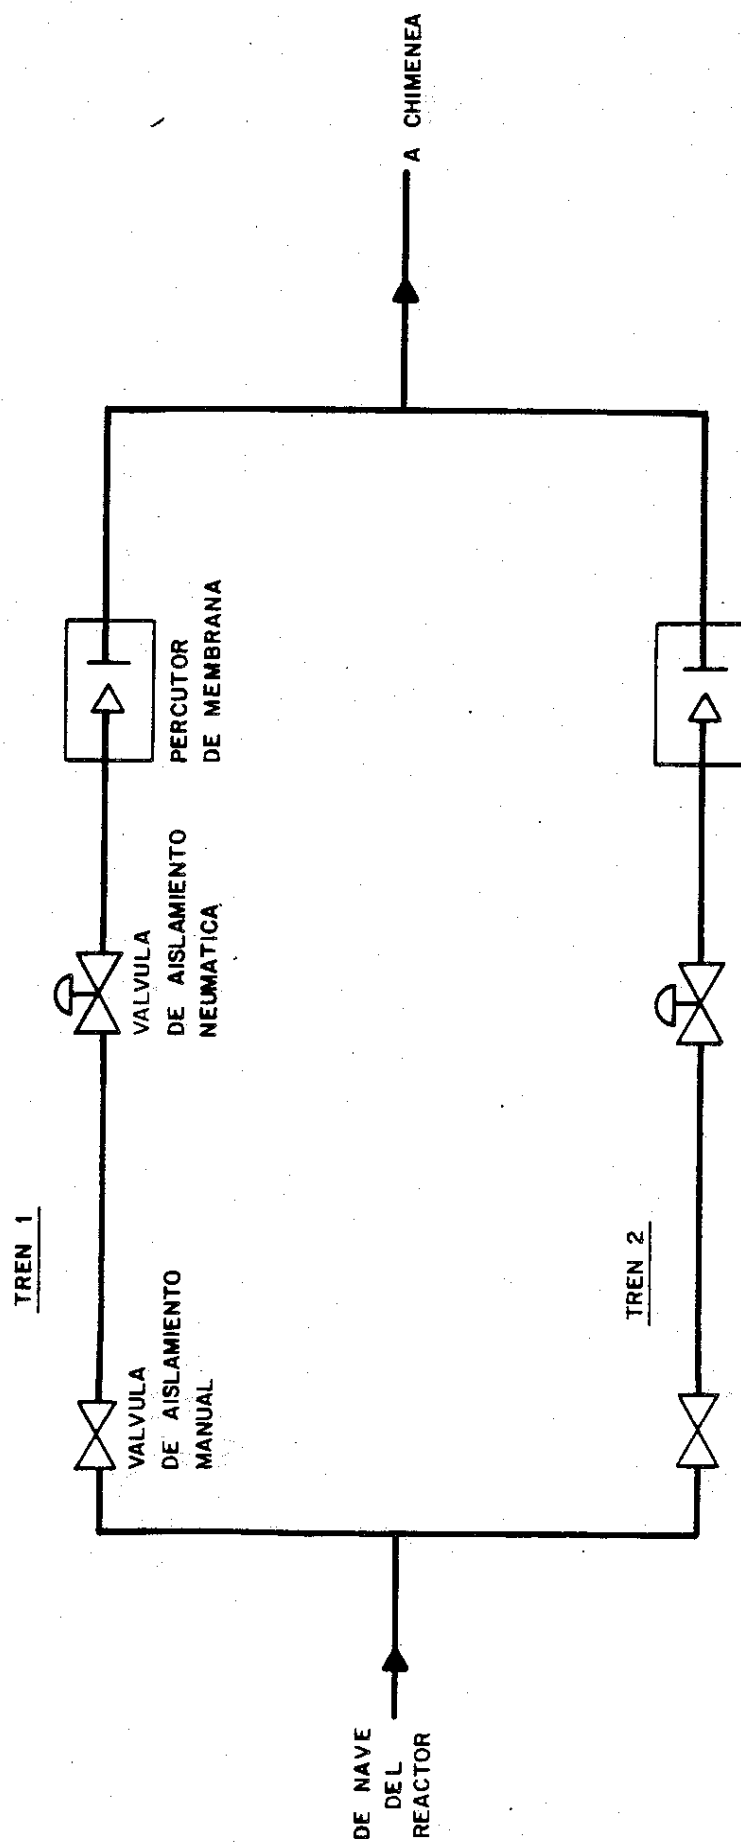 TREN 1
VALVULA
DE AISLAMIENTO
MANUAL
VALVULA
DE AISLAMIENTO
NEUMATICA
PERCUTOR
DE MEMBRANA
DE NAVE
DEL
REACTOR
A CHIMENEA
TREN 2